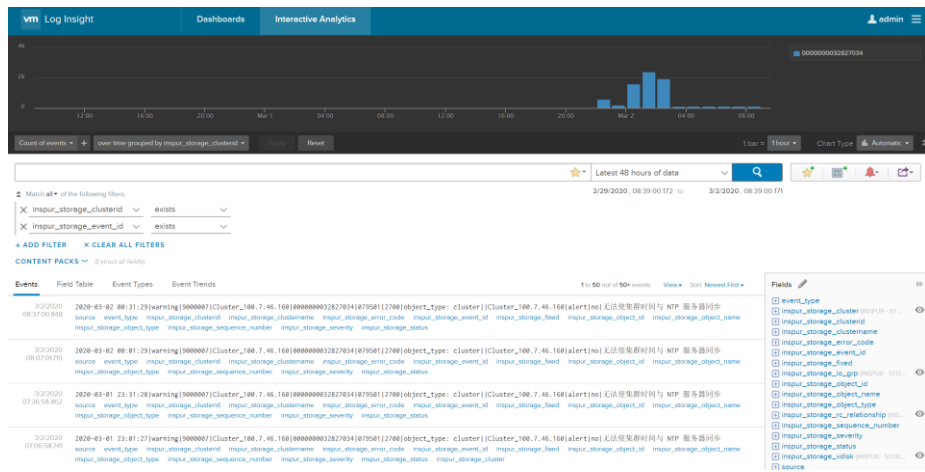 vm Log Insight
Dashboards
Interactive Analytics
admin
4k
2k
0
0000000032827034
12:00
16:00
20:00
Mar 1
04:00
08:00
12:00
16:00
20:00
Mar 2
04:00
08:00
Count of events
+
over time grouped by inspur_storage_clusterid
Apply
Reset
1 bar = 1 hour
Chart Type
Automatic
Latest 48 hours of data
2/29/2020 , 08:39:00.172 to 3/2/2020 , 08:39:00.171
Match all of the following filters:
inspur_storage_clusterid exists
inspur_storage_event_id exists
+ ADD FILTER
X CLEAR ALL FILTERS
CONTENT PACKS (Extract all fields)
Events
Field Table
Event Types
Event Trends
1 to 50 out of 50+ events
View
Sort: Newest First
3/2/2020
08:37:00.848
2020-03-02 00:31:29|warning|9000007|Cluster_100.7.46.160|0000000032827034|079501|2700|object_type: cluster||Cluster_100.7.46.160|alert|no|无法使集群时间与 NTP 服务器同步
source event_type inspur_storage_clusterid inspur_storage_clustername inspur_storage_error_code inspur_storage_event_id inspur_storage_fixed inspur_storage_object_id inspur_storage_object_name
inspur_storage_object_type inspur_storage_sequence_number inspur_storage_severity inspur_storage_status
3/2/2020
08:07:01.719
2020-03-02 00:01:29|warning|9000007|Cluster_100.7.46.160|0000000032827034|079501|2700|object_type: cluster||Cluster_100.7.46.160|alert|no|无法使集群时间与 NTP 服务器同步
source event_type inspur_storage_clusterid inspur_storage_clustername inspur_storage_error_code inspur_storage_event_id inspur_storage_fixed inspur_storage_object_id inspur_storage_object_name
inspur_storage_object_type inspur_storage_sequence_number inspur_storage_severity inspur_storage_status
3/2/2020
07:36:58.862
2020-03-01 23:31:28|warning|9000007|Cluster_100.7.46.160|0000000032827034|079501|2700|object_type: cluster||Cluster_100.7.46.160|alert|no|无法使集群时间与 NTP 服务器同步
source event_type inspur_storage_clusterid inspur_storage_clustername inspur_storage_error_code inspur_storage_event_id inspur_storage_fixed inspur_storage_object_id inspur_storage_object_name
inspur_storage_object_type inspur_storage_sequence_number inspur_storage_severity inspur_storage_status
3/2/2020
07:06:58.741
2020-03-01 23:01:27|warning|9000007|Cluster_100.7.46.160|0000000032827034|079501|2700|object_type: cluster||Cluster_100.7.46.160|alert|no|无法使集群时间与 NTP 服务器同步
source event_type inspur_storage_clusterid inspur_storage_clustername inspur_storage_error_code inspur_storage_event_id inspur_storage_fixed inspur_storage_object_id inspur_storage_object_name
inspur_storage_object_type inspur_storage_sequence_number inspur_storage_severity inspur_storage_status inspur_storage_cluster
Fields
event_type
inspur_storage_cluster (INSPUR - ST...
inspur_storage_clusterid
inspur_storage_clustername
inspur_storage_error_code
inspur_storage_event_id
inspur_storage_fixed
inspur_storage_io_grp (INSPUR - STO...
inspur_storage_object_id
inspur_storage_object_name
inspur_storage_object_type
inspur_storage_rc_relationship (INS...
inspur_storage_sequence_number
inspur_storage_severity
inspur_storage_status
inspur_storage_vdisk
source